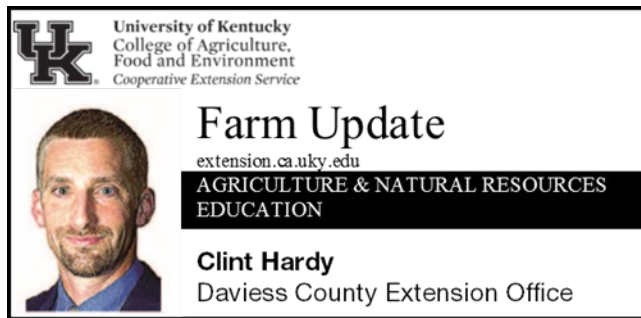 UK
University of Kentucky
College of Agriculture,
Food and Environment
Cooperative Extension Service
Farm Update
extension.ca.uky.edu
AGRICULTURE & NATURAL RESOURCES
EDUCATION
Clint Hardy
Daviess County Extension Office